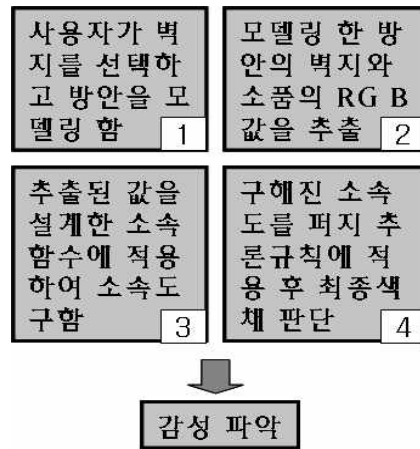 사용자가 벽
지를 선택하
고 방안을 모
델링 함
1
모델링 한 방
안의 벽지와
소품의 RGB
값을 추출
2
추출된 값을
설계한 소속
함수에 적용
하여 소속도
구함
3
구해진 소속
도를 퍼지 추
론규칙에 적
용 후 최종색
채 판단
4
감성 파악